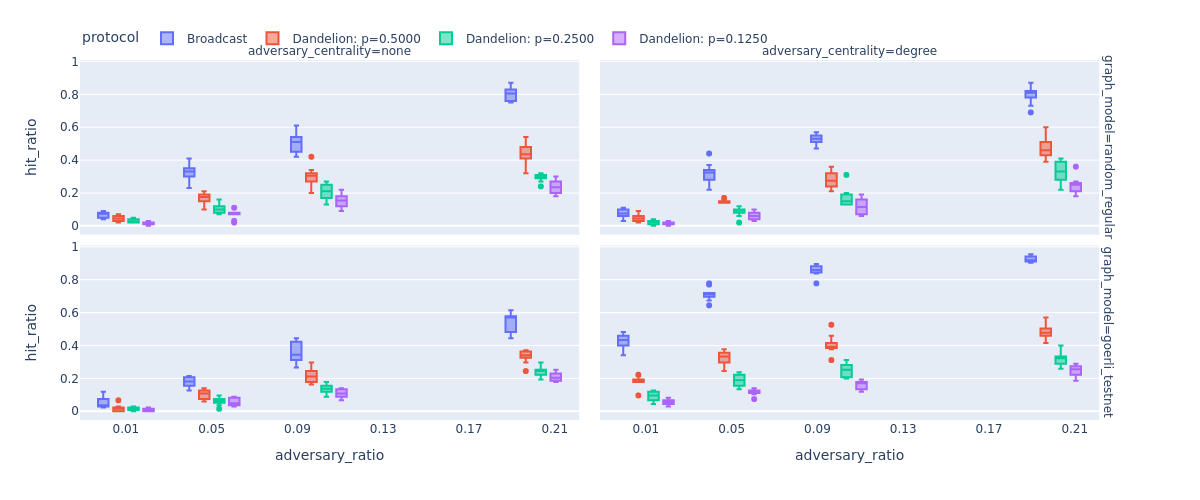 protocol Broadcast Dandelion: p=0.5000 Dandelion: p=0.2500 Dandelion: p=0.1250
adversary_centrality=none adversary_centrality=degree
1
0.8
0.6
0.4
0.2
0
hit_ratio
graph_model=random_regular
1
0.8
0.6
0.4
0.2
0
hit_ratio
graph_model=goerli_testnet
0.01 0.05 0.09 0.13 0.17 0.21 0.01 0.05 0.09 0.13 0.17 0.21
adversary_ratio adversary_ratio